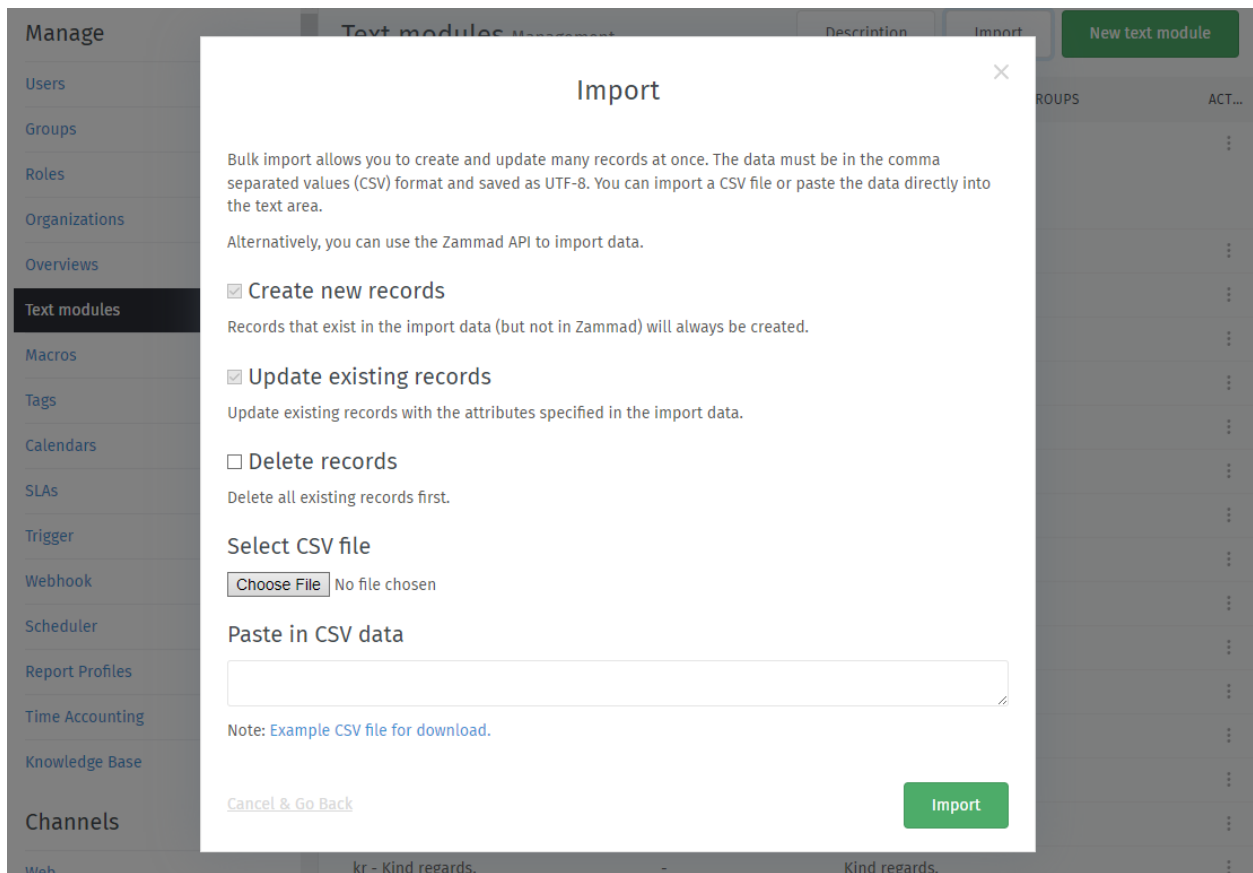 Manage
Users
Groups
Roles
Organizations
Overviews
Text modules
Macros
Tags
Calendars
SLAs
Trigger
Webhook
Scheduler
Report Profiles
Time Accounting
Knowledge Base
Channels
Web
Text modules Management
Description
Import
New text module
ROUPS
ACT...
Import
Bulk import allows you to create and update many records at once. The data must be in the comma
separated values (CSV) format and saved as UTF-8. You can import a CSV file or paste the data directly into
the text area.
Alternatively, you can use the Zammad API to import data.
Create new records
Records that exist in the import data (but not in Zammad) will always be created.
Update existing records
Update existing records with the attributes specified in the import data.
Delete records
Delete all existing records first.
Select CSV file
Choose File No file chosen
Paste in CSV data
Note: Example CSV file for download.
Cancel & Go Back
Import
kr - Kind regards. - Kind regards.